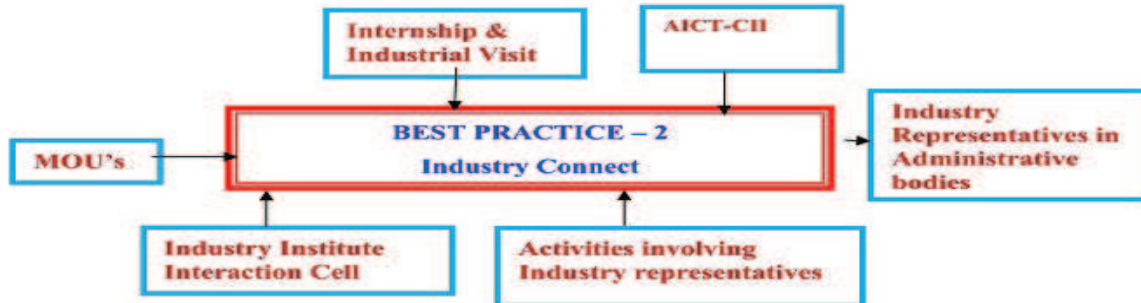 Internship &
Industrial Visit
AICT-CII
BEST PRACTICE – 2
Industry Connect
MOU's
Industry
Representatives in
Administrative
bodies
Industry Institute
Interaction Cell
Activities involving
Industry representatives